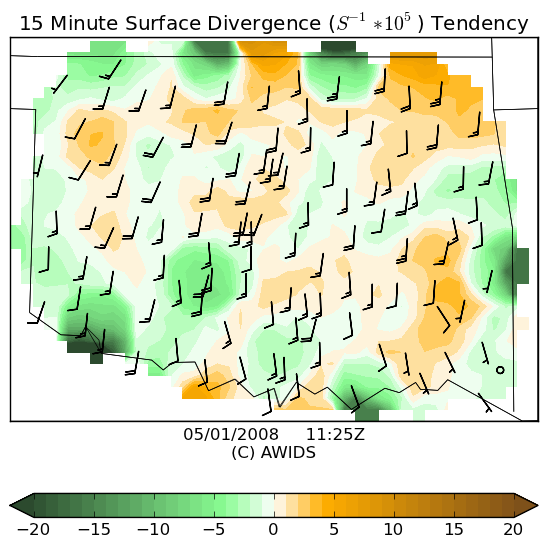 15 Minute Surface Divergence (S⁻¹ *10⁵ ) Tendency
05/01/2008 11:25Z
(C) AWIDS
−20 −15 −10 −5 0 5 10 15 20